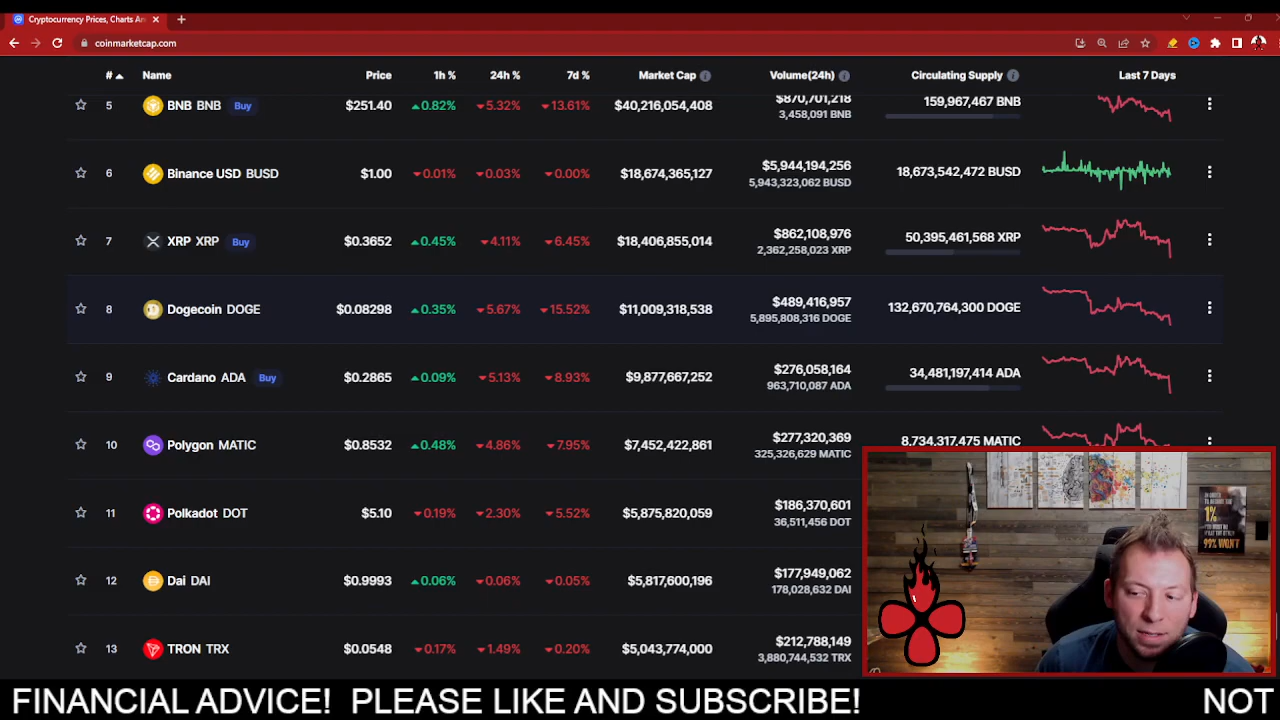 Cryptocurrency Prices, Charts An
coinmarketcap.com
# Name Price 1h % 24h % 7d % Market Cap Volume(24h) Circulating Supply Last 7 Days
5 BNB BNB Buy $251.40 0.82% 5.32% 13.61% $40,216,054,408 $870,701,218 159,967,467 BNB
3,458,091 BNB
6 Binance USD BUSD $1.00 0.01% 0.03% 0.00% $18,674,365,127 $5,944,194,256 18,673,542,472 BUSD
5,943,323,062 BUSD
7 XRP XRP Buy $0.3652 0.45% 4.11% 6.45% $18,406,855,014 $862,108,976 50,395,461,568 XRP
2,362,258,023 XRP
8 Dogecoin DOGE $0.08298 0.35% 5.67% 15.52% $11,009,318,538 $489,416,957 132,670,764,300 DOGE
5,895,808,316 DOGE
9 Cardano ADA Buy $0.2865 0.09% 5.13% 8.93% $9,877,667,252 $276,058,164 34,481,197,414 ADA
963,710,087 ADA
10 Polygon MATIC $0.8532 0.48% 4.86% 7.95% $7,452,422,861 $277,320,369 8,734,317,475 MATIC
325,326,629 MATIC
11 Polkadot DOT $5.10 0.19% 2.30% 5.52% $5,875,820,059 $186,370,601
36,511,456 DOT
12 Dai DAI $0.9993 0.06% 0.06% 0.05% $5,817,600,196 $177,949,062
178,028,632 DAI
13 TRON TRX $0.0548 0.17% 1.49% 0.20% $5,043,774,000 $212,788,149
3,880,744,532 TRX
1%
99% WON'T
FINANCIAL ADVICE! PLEASE LIKE AND SUBSCRIBE! NOT